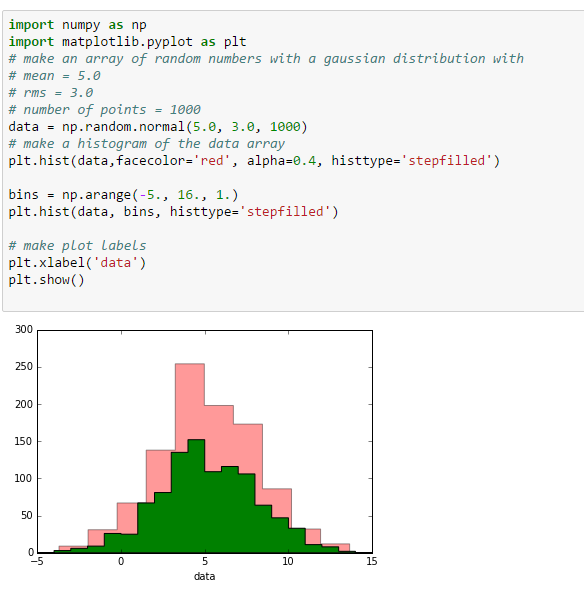 import numpy as np
import matplotlib.pyplot as plt
# make an array of random numbers with a gaussian distribution with
# mean = 5.0
# rms = 3.0
# number of points = 1000
data = np.random.normal(5.0, 3.0, 1000)
# make a histogram of the data array
plt.hist(data,facecolor='red', alpha=0.4, histtype='stepfilled')
bins = np.arange(-5., 16., 1.)
plt.hist(data, bins, histtype='stepfilled')
# make plot labels
plt.xlabel('data')
plt.show()
300
250
200
150
100
50
0
−5 0 5 10 15
data